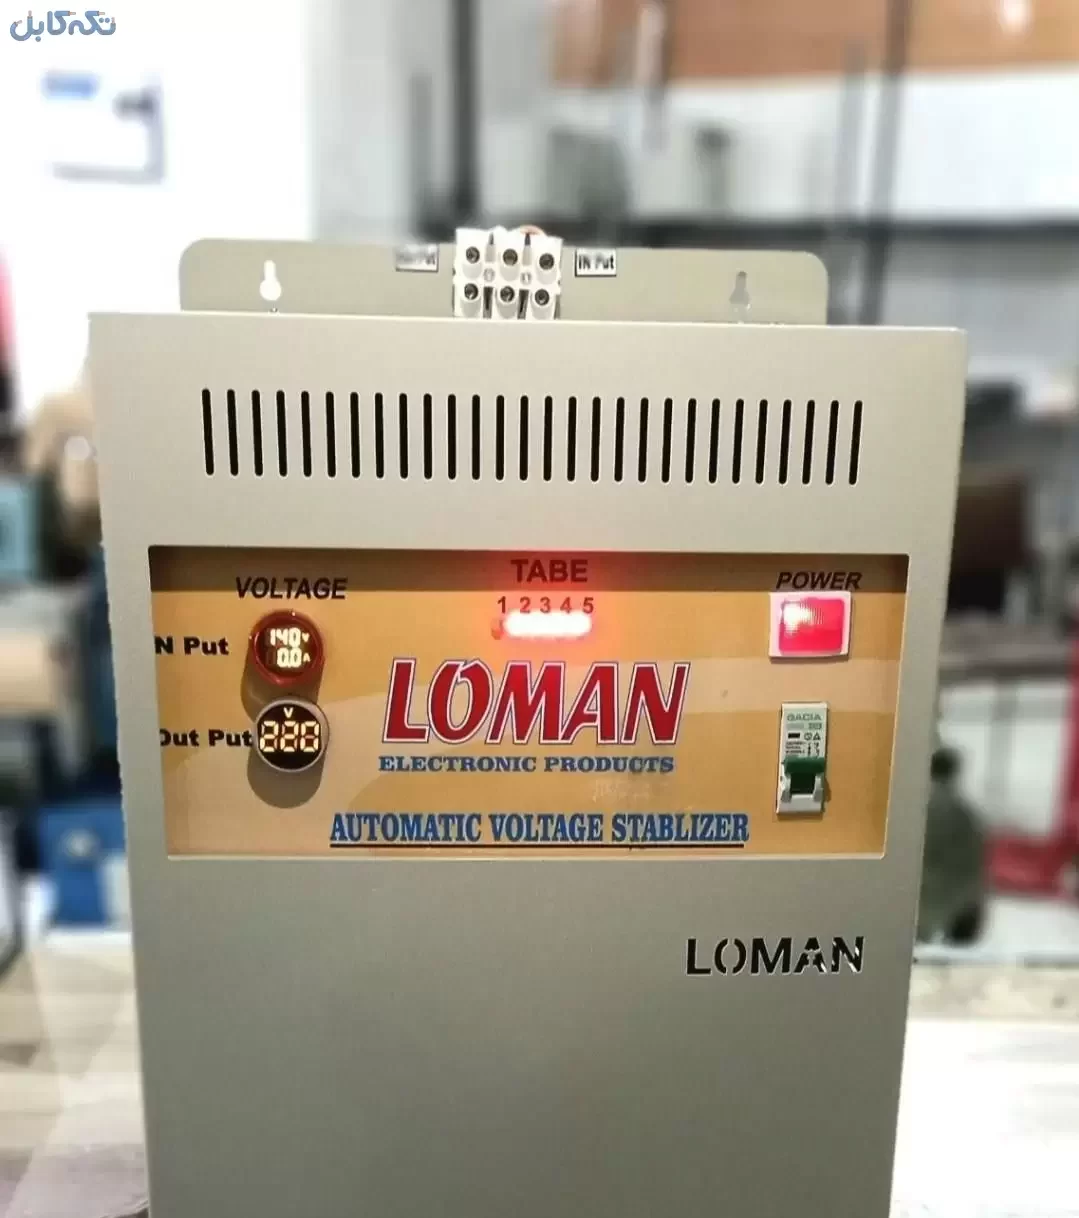 تکه کابل
IN Put
VOLTAGE
TABE
POWER
1 2 3 4 5
N Put
140 V
0.0 A
LOMAN
ELECTRONIC PRODUCTS
V
Out Put
GACIA
AUTOMATIC VOLTAGE STABLIZER
LOMAN